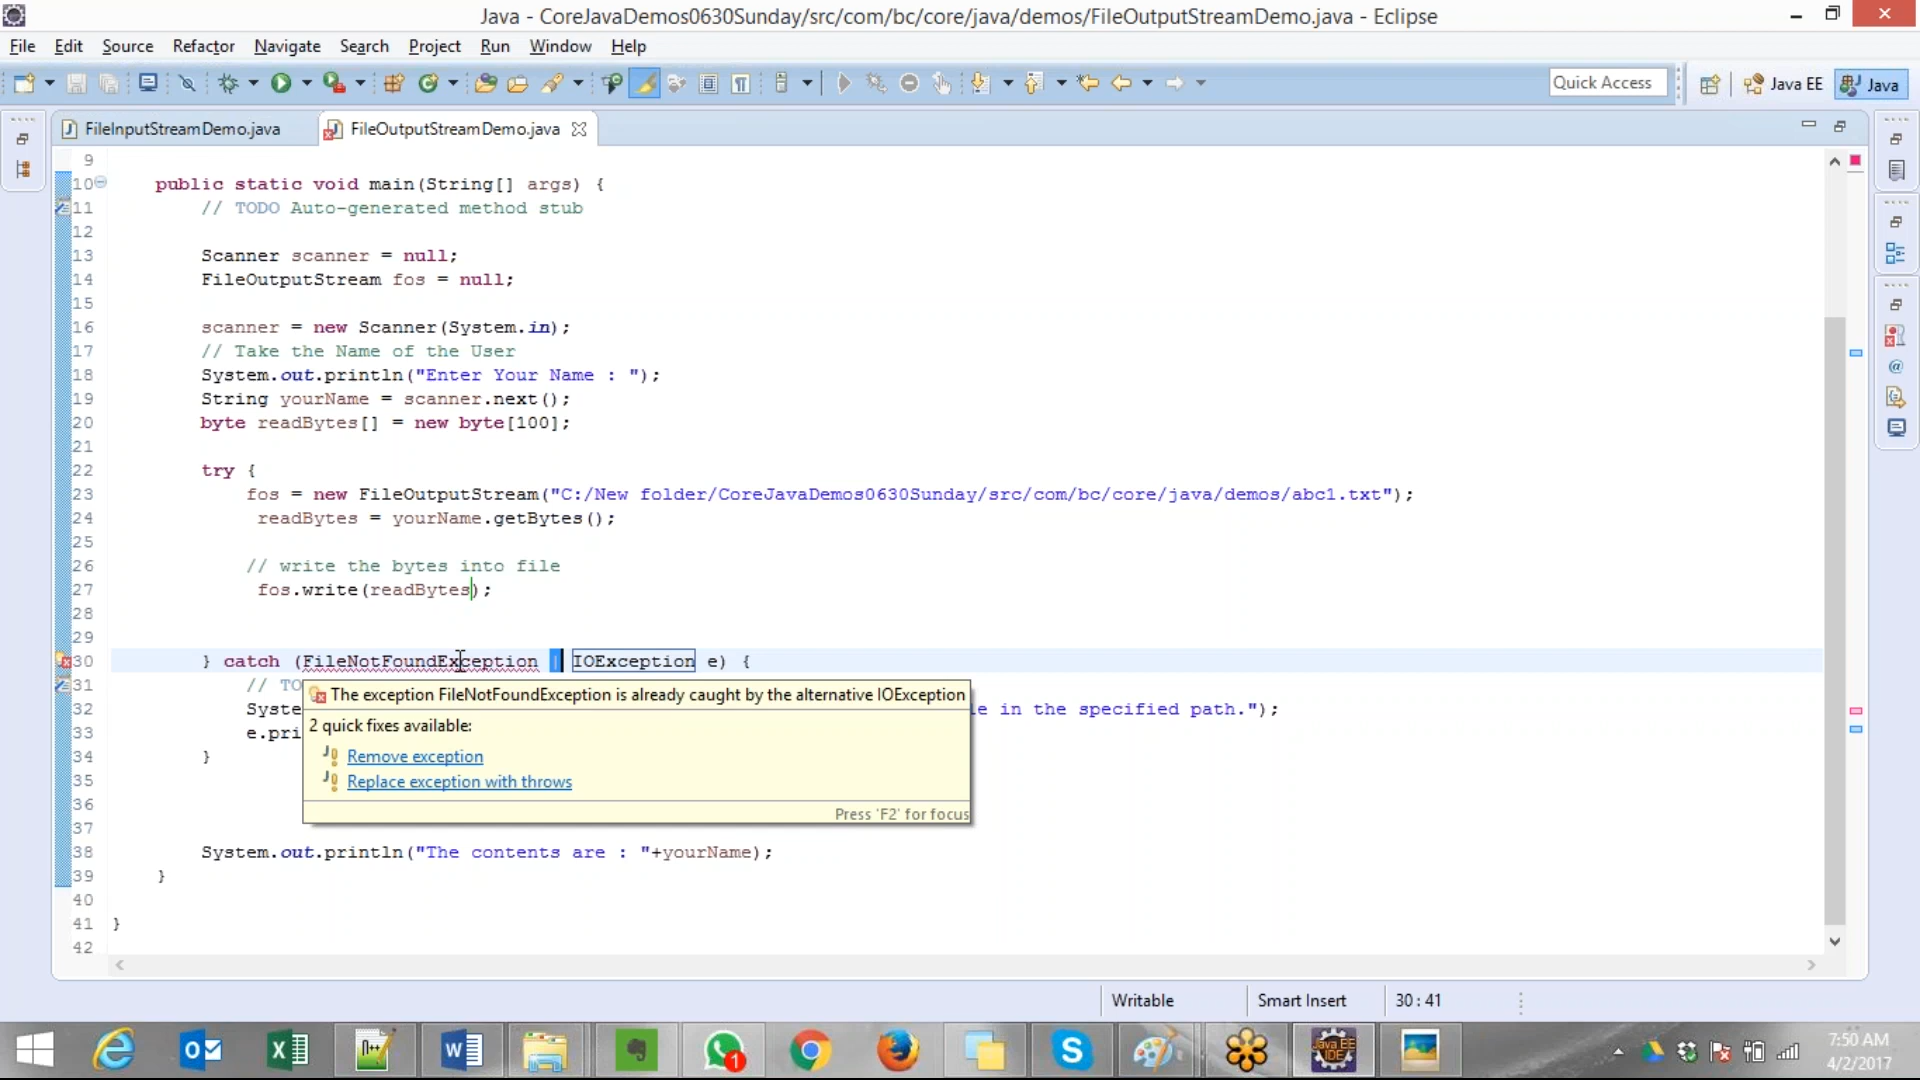 Java - CoreJavaDemos0630Sunday/src/com/bc/core/java/demos/FileOutputStreamDemo.java - Eclipse
File Edit Source Refactor Navigate Search Project Run Window Help
Quick Access Java EE Java
FileInputStreamDemo.java FileOutputStreamDemo.java
9
10 public static void main(String[] args) {
11 // TODO Auto-generated method stub
12
13 Scanner scanner = null;
14 FileOutputStream fos = null;
15
16 scanner = new Scanner(System.in);
17 // Take the Name of the User
18 System.out.println("Enter Your Name : ");
19 String yourName = scanner.next();
20 byte readBytes[] = new byte[100];
21
22 try {
23 fos = new FileOutputStream("C:/New folder/CoreJavaDemos0630Sunday/src/com/bc/core/java/demos/abc1.txt");
24 readBytes = yourName.getBytes();
25
26 // write the bytes into file
27 fos.write(readBytes);
28
29
30 } catch (FileNotFoundException | IOException e) {
31 // TO
The exception FileNotFoundException is already caught by the alternative IOException
32 Syste le in the specified path.");
2 quick fixes available:
33 e.pri
34 }
Remove exception
35
Replace exception with throws
36
Press 'F2' for focus
37
38 System.out.println("The contents are : "+yourName);
39 }
40
41 }
42
Writable Smart Insert 30 : 41
Java EE
IDE
1
7:50 AM
4/2/2017